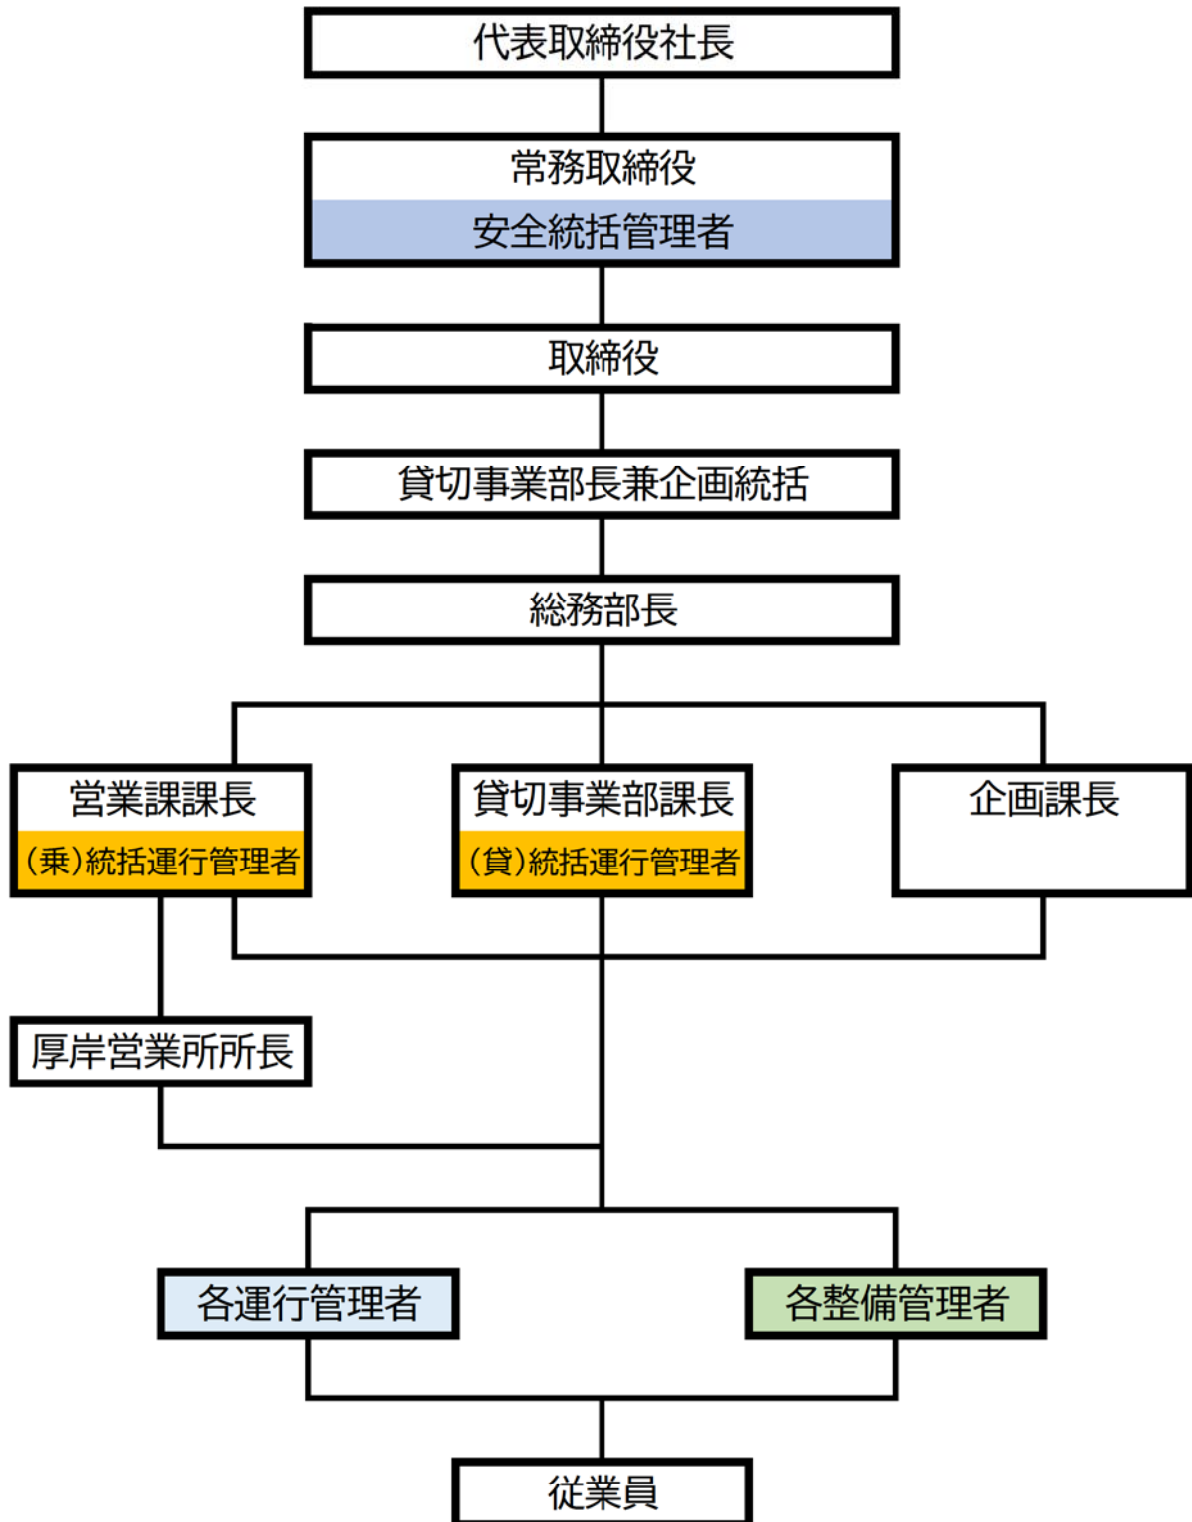 代表取締役社長
常務取締役
安全統括管理者
取締役
貸切事業部長兼企画統括
総務部長
営業課課長
(乗)統括運行管理者
貸切事業部課長
(貸)統括運行管理者
企画課長
厚岸営業所所長
各運行管理者
各整備管理者
従業員